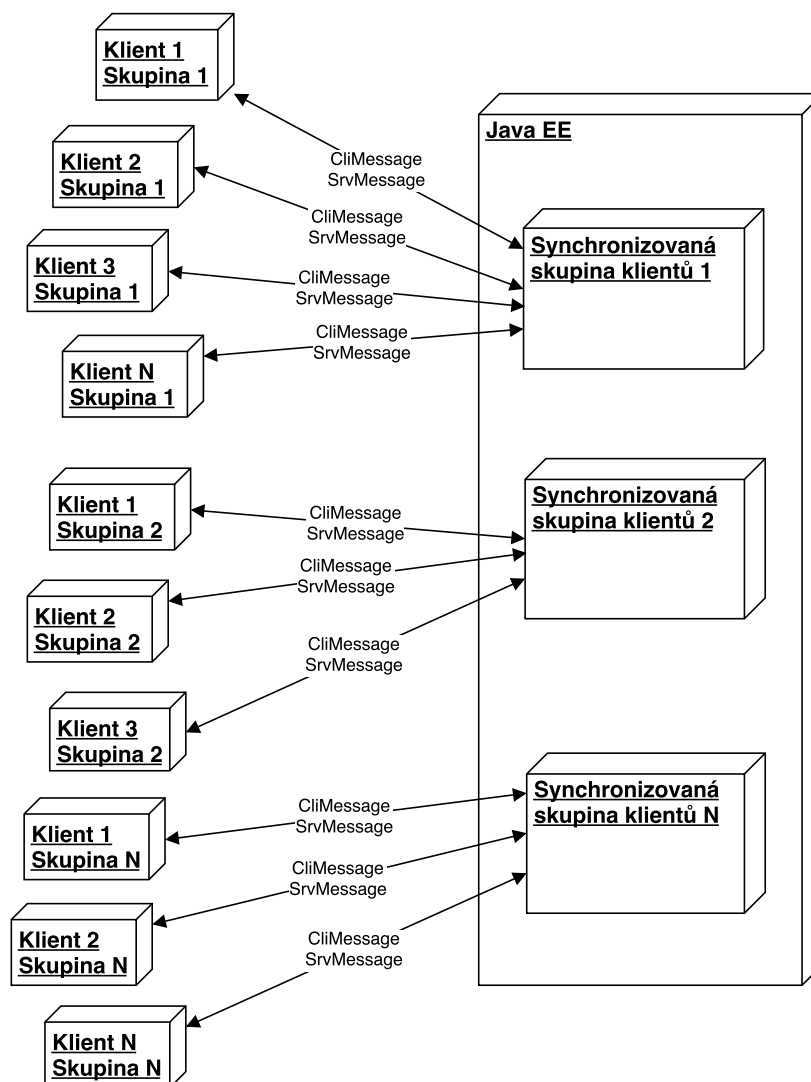 Klient 1
Skupina 1
Java EE
Klient 2
Skupina 1
CliMessage
SrvMessage
CliMessage
SrvMessage
Klient 3
Skupina 1
Synchronizovaná
skupina klientů 1
CliMessage
SrvMessage
CliMessage
SrvMessage
Klient N
Skupina 1
Klient 1
Skupina 2
CliMessage
SrvMessage
Synchronizovaná
skupina klientů 2
CliMessage
SrvMessage
Klient 2
Skupina 2
CliMessage
SrvMessage
Klient 3
Skupina 2
Synchronizovaná
skupina klientů N
CliMessage
SrvMessage
Klient 1
Skupina N
CliMessage
SrvMessage
Klient 2
Skupina N
CliMessage
SrvMessage
Klient N
Skupina N